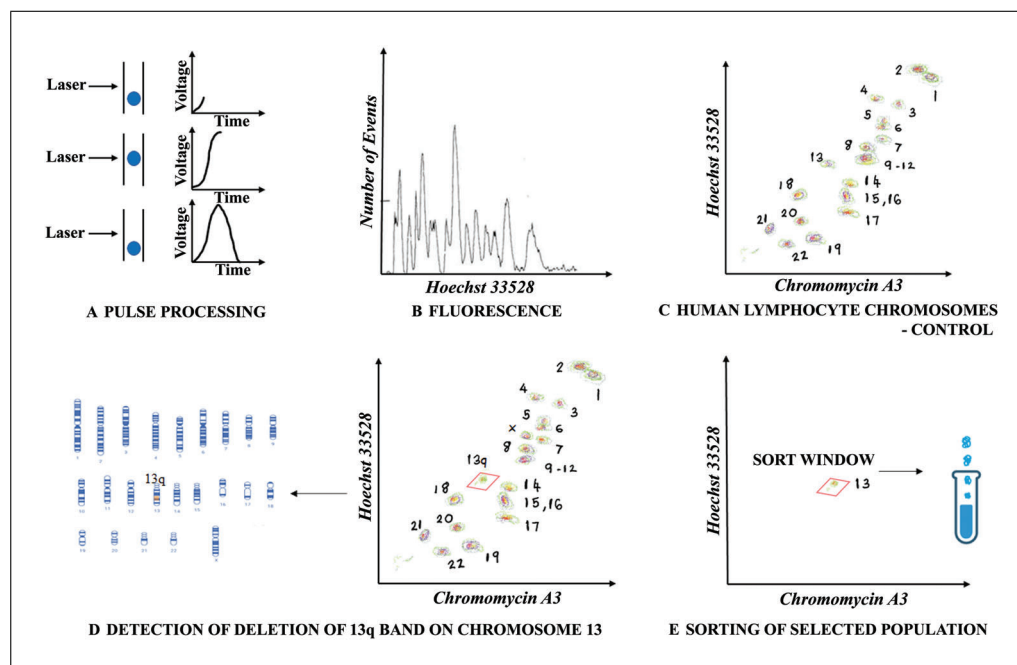 Laser
Voltage
Time
Laser
Voltage
Time
Laser
Voltage
Time
A PULSE PROCESSING
Number of Events
Hoechst 33528
B FLUORESCENCE
Hoechst 33528
2
1
4
3
5
6
7
8
9-12
13
14
18
15,16
17
21
20
19
22
Chromomycin A3
C HUMAN LYMPHOCYTE CHROMOSOMES
- CONTROL
13q
Hoechst 33528
2
1
4
3
5
x
6
7
8
9-12
13q
14
18
15,16
17
21
20
19
22
Chromomycin A3
D DETECTION OF DELETION OF 13q BAND ON CHROMOSOME 13
Hoechst 33528
SORT WINDOW
13
Chromomycin A3
E SORTING OF SELECTED POPULATION